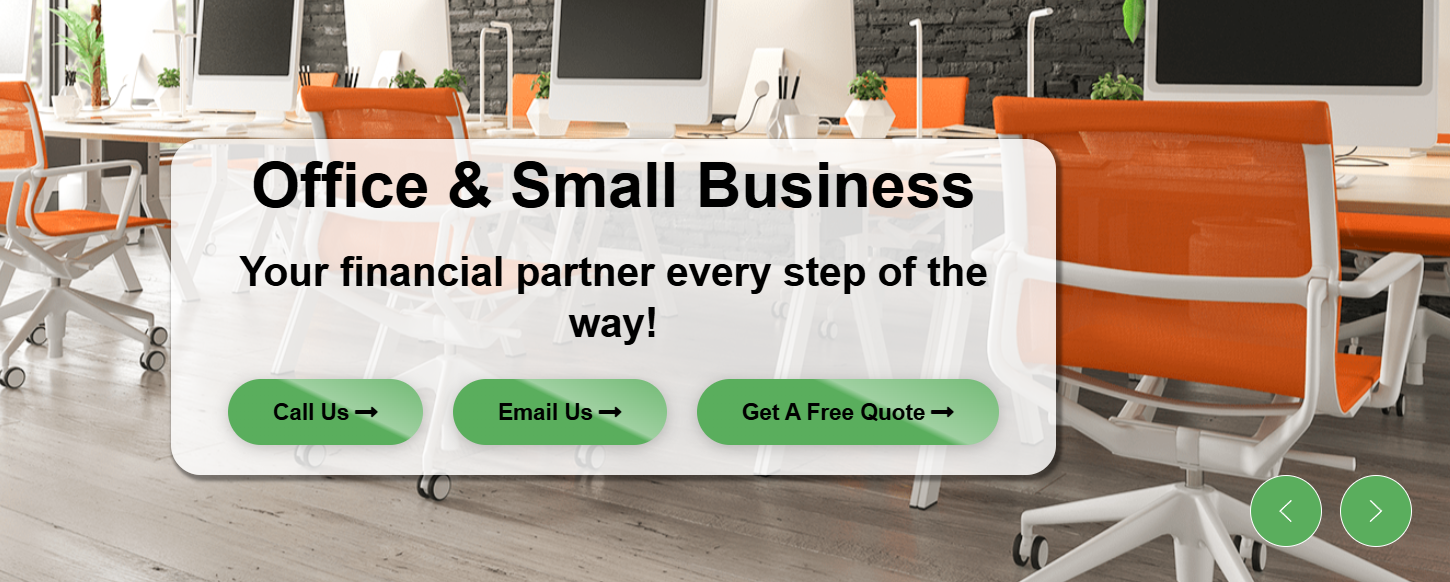 Office & Small Business
Your financial partner every step of the
way!
Call Us
Email Us
Get A Free Quote